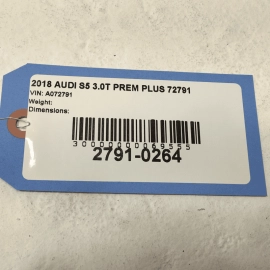 2018 AUDI S5 3.0T PREM PLUS 72791
VIN: A072791
Weight:
Dimensions:
3000000069555
2791-0264